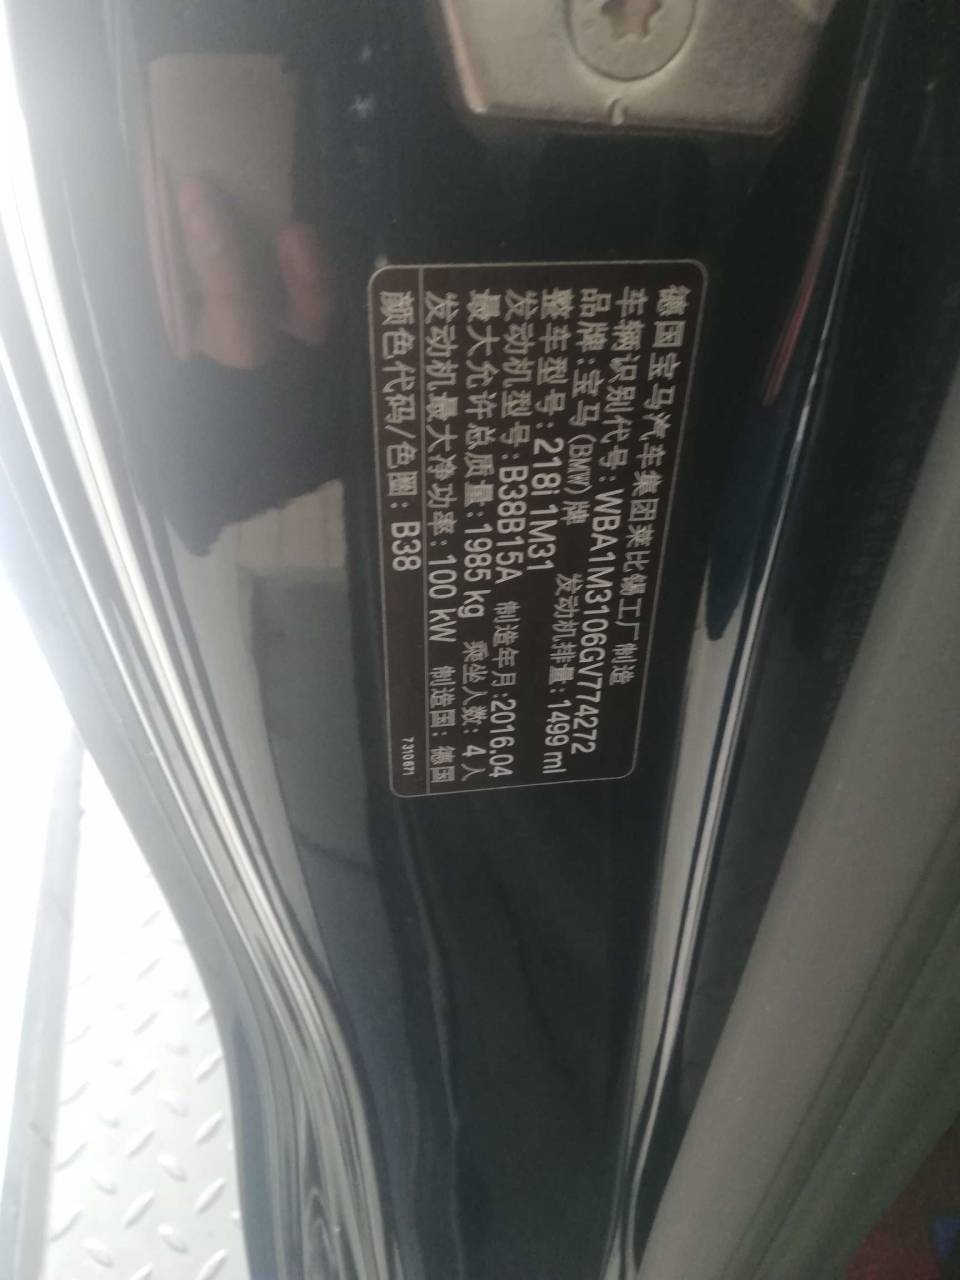 德国宝马汽车集团莱比锡工厂制造
车辆识别代号：WBA1M3106GV774272
品牌：宝马(BMW)牌 发动机排量：1499 ml
整车型号：218i 1M31
发动机型号：B38B15A 制造年月：2016.04
最大允许总质量：1985 kg 乘坐人数：4人
发动机最大净功率：100 kW 制造国：德国
颜色代码/色圈：B38
7310671